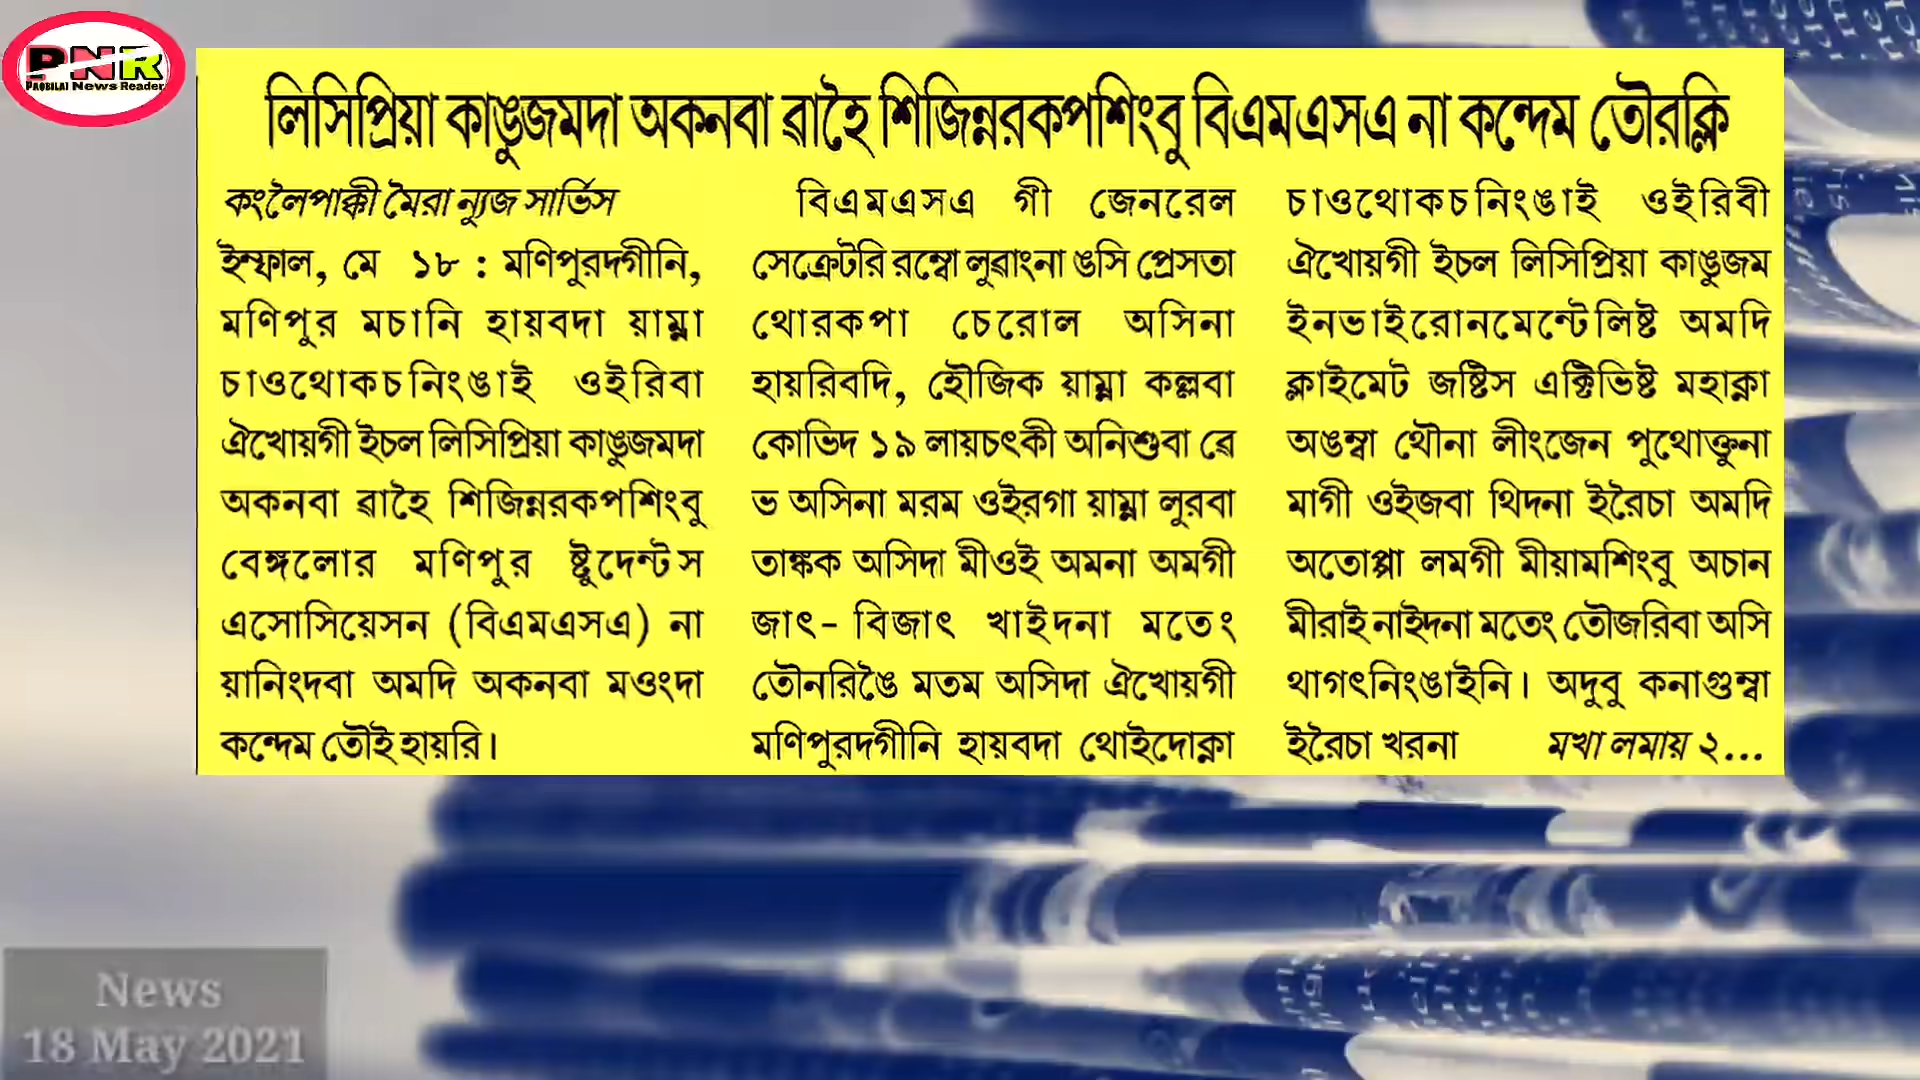 PNR
PAOBILAI News Reader
লিসিপ্রিয়া কাঙুজমদা অকনবা ৱাহৈ শিজিন্নরকপশিংবু বিএমএসএ না কন্দেম তৌরক্লি
কংলৈপাক্কী মৈরা ন্যুজ সার্ভিস
ইম্ফাল, মে ১৮ : মণিপুরদগীনি,
মণিপুর মচানি হায়বদা য়াম্না
চাওথোকচনিংঙাই ওইরিবা
ঐখোয়গী ইচল লিসিপ্রিয়া কাঙুজমদা
অকনবা ৱাহৈ শিজিন্নরকপশিংবু
বেঙ্গলোর মণিপুর ষ্টুদেন্টস
এসোসিয়েসন (বিএমএসএ) না
য়ানিংদবা অমদি অকনবা মওংদা
কন্দেম তৌই হায়রি।
বিএমএসএ গী জেনরেল
সেক্রেটরি রম্বো লুৱাংনা ঙসি প্রেসতা
থোরকপা চেরোল অসিনা
হায়রিবদি, হৌজিক য়াম্না কল্লবা
কোভিদ ১৯ লায়চৎকী অনিশুবা ৱে
ভ অসিনা মরম ওইরগা য়াম্না লুরবা
তাঙ্কক অসিদা মীওই অমনা অমগী
জাৎ- বিজাৎ খাইদনা মতেং
তৌনরিঙৈ মতম অসিদা ঐখোয়গী
মণিপুরদগীনি হায়বদা থোইদোক্না
চাওথোকচনিংঙাই ওইরিবী
ঐখোয়গী ইচল লিসিপ্রিয়া কাঙুজম
ইনভাইরোনমেন্টেলিষ্ট অমদি
ক্লাইমেট জষ্টিস এক্টিভিষ্ট মহাক্না
অঙম্বা থৌনা লীংজেন পুথোক্তুনা
মাগী ওইজবা থিদনা ইরৈচা অমদি
অতোপ্পা লমগী মীয়ামশিংবু অচান
মীরাই নাইদনা মতেং তৌজরিবা অসি
থাগৎনিংঙাইনি। অদুবু কনাগুম্বা
ইরৈচা খরনা মখা লমায় ২...
News
18 May 2021